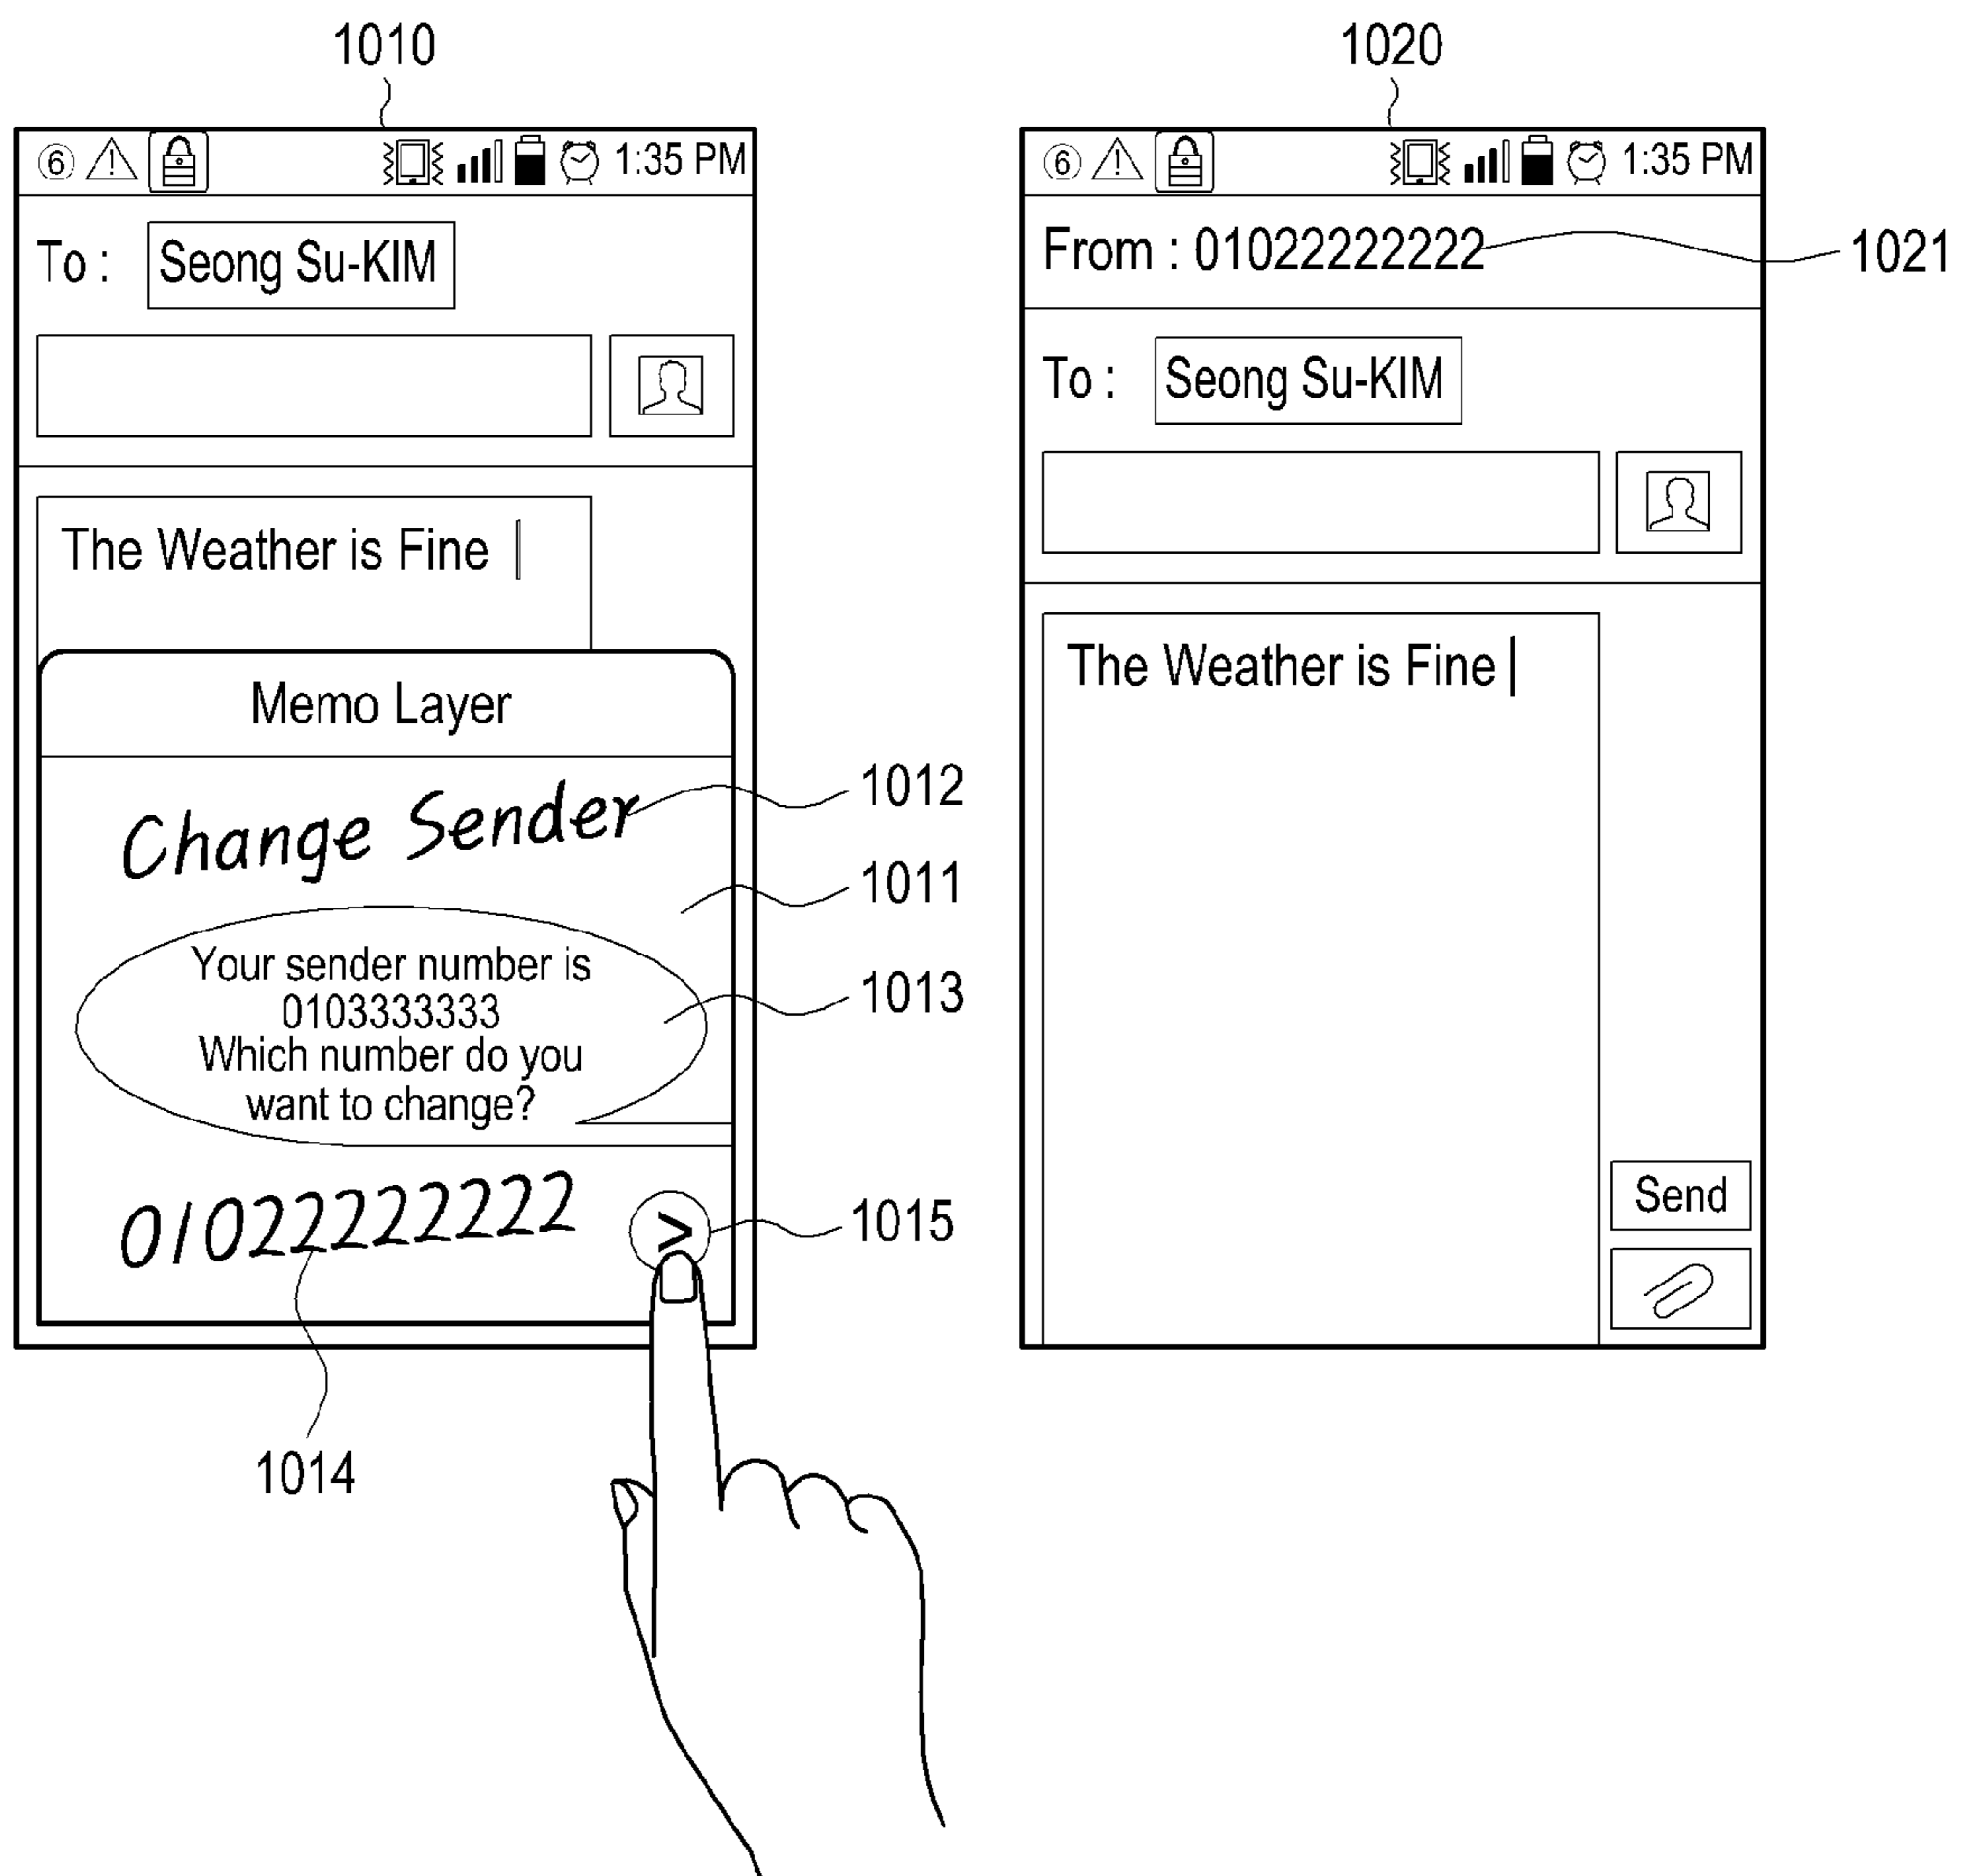 1010
6 ! 1:35 PM
To : Seong Su-KIM
The Weather is Fine
Memo Layer
Change Sender
1012
1011
Your sender number is
0103333333
Which number do you
want to change?
1013
01022222222
>
1015
1014
1020
6 ! 1:35 PM
From : 01022222222
1021
To : Seong Su-KIM
The Weather is Fine
Send